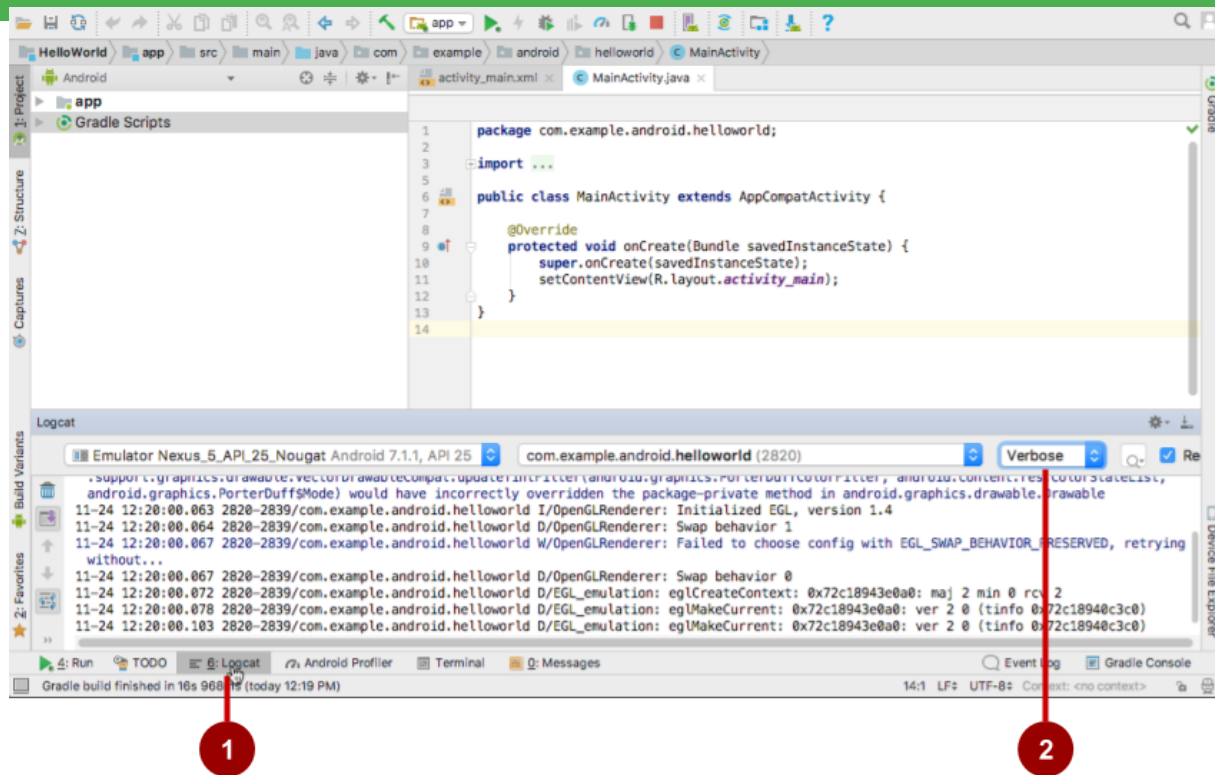 app
HelloWorld app src main java com example android helloworld MainActivity
Android
activity_main.xml
MainActivity.java
1: Project
Z: Structure
Captures
Build Variants
2: Favorites
app
Gradle Scripts
1 package com.example.android.helloworld;
2
3 import ...
5
6 public class MainActivity extends AppCompatActivity {
7
8 @Override
9 protected void onCreate(Bundle savedInstanceState) {
10 super.onCreate(savedInstanceState);
11 setContentView(R.layout.activity_main);
12 }
13 }
14
Gradle
Device File Explorer
Logcat
Emulator Nexus_5_API_25_Nougat Android 7.1.1, API 25
com.example.android.helloworld (2820)
Verbose
Re
android.graphics.PorterDuff$Mode) would have incorrectly overridden the package-private method in android.graphics.drawable.Drawable
11-24 12:20:00.063 2820-2839/com.example.android.helloworld I/OpenGLRenderer: Initialized EGL, version 1.4
11-24 12:20:00.064 2820-2839/com.example.android.helloworld D/OpenGLRenderer: Swap behavior 1
11-24 12:20:00.067 2820-2839/com.example.android.helloworld W/OpenGLRenderer: Failed to choose config with EGL_SWAP_BEHAVIOR_PRESERVED, retrying
without...
11-24 12:20:00.067 2820-2839/com.example.android.helloworld D/OpenGLRenderer: Swap behavior 0
11-24 12:20:00.072 2820-2839/com.example.android.helloworld D/EGL_emulation: eglCreateContext: 0x72c18943e0a0: maj 2 min 0 rcv 2
11-24 12:20:00.078 2820-2839/com.example.android.helloworld D/EGL_emulation: eglMakeCurrent: 0x72c18943e0a0: ver 2 0 (tinfo 0x72c18940c3c0)
11-24 12:20:00.103 2820-2839/com.example.android.helloworld D/EGL_emulation: eglMakeCurrent: 0x72c18943e0a0: ver 2 0 (tinfo 0x72c18940c3c0)
4: Run TODO 6: Logcat Android Profiler Terminal 0: Messages Event Log Gradle Console
Gradle build finished in 16s (today 12:19 PM) 14:1 LF UTF-8 Context: <no context>
1
2